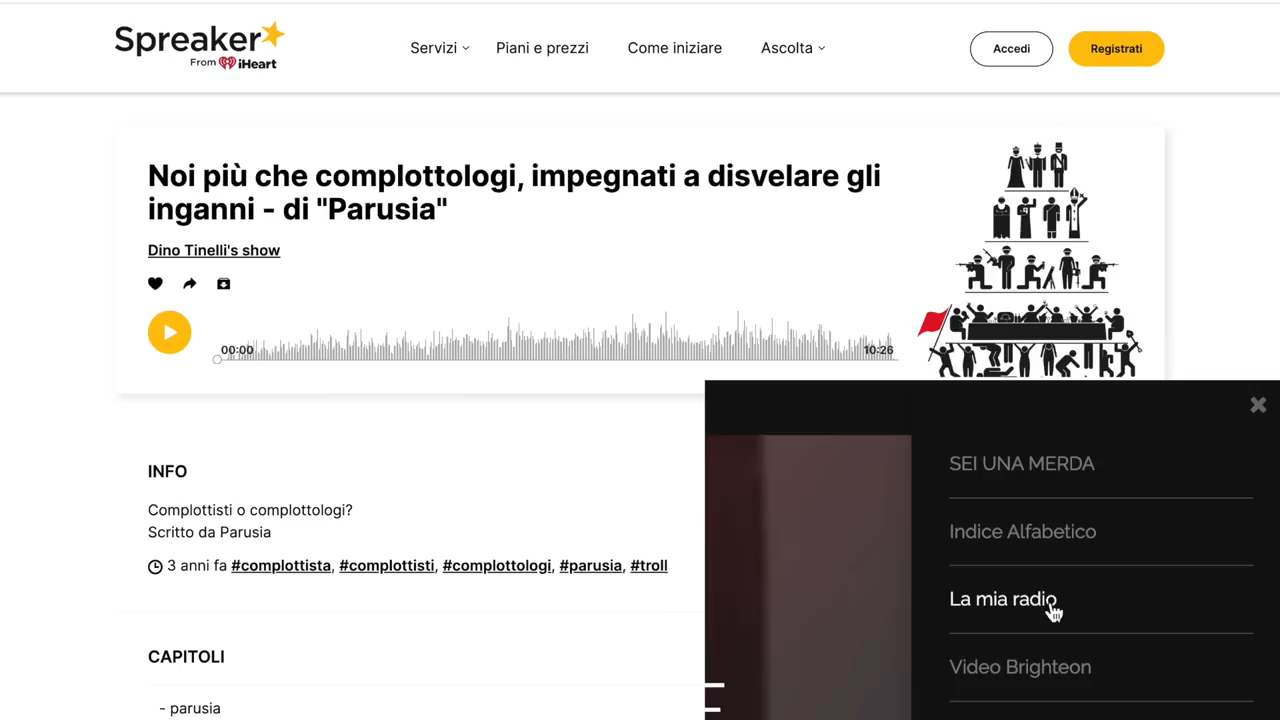 Spreaker
From iHeart
Servizi
Piani e prezzi
Come iniziare
Ascolta
Accedi
Registrati
Noi più che complottologi, impegnati a disvelare gli
inganni - di "Parusia"
Dino Tinelli's show
00:00
10:26
INFO
Complottisti o complottologi?
Scritto da Parusia
3 anni fa #complottista, #complottisti, #complottologi, #parusia, #troll
CAPITOLI
- parusia
SEI UNA MERDA
Indice Alfabetico
La mia radio
Video Brighteon